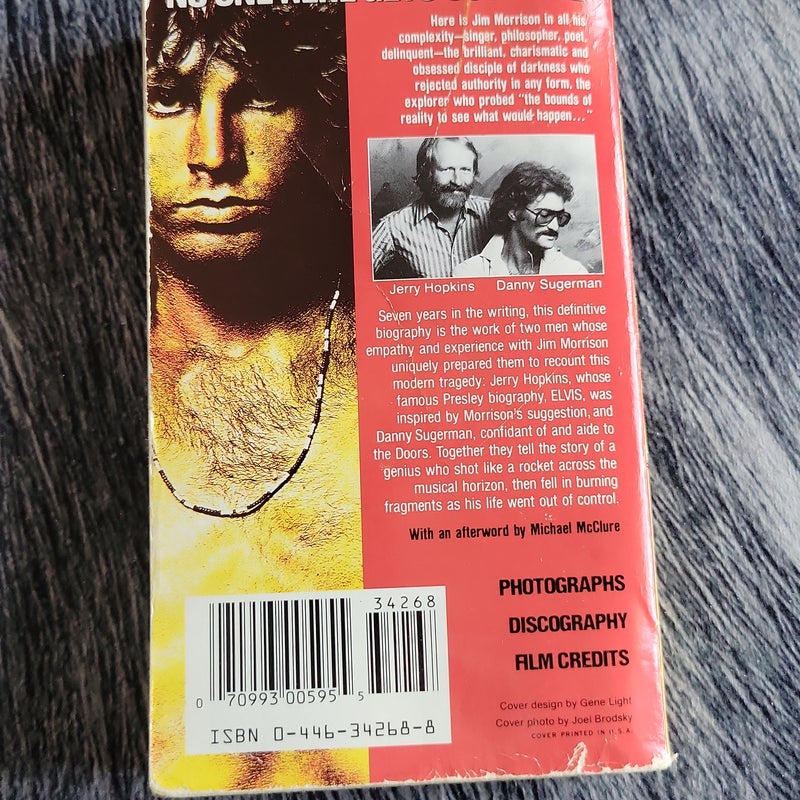 NO ONE HERE GETS OUT
Here is Jim Morrison in all his
complexity—singer, philosopher, poet,
delinquent—the brilliant, charismatic and
obsessed disciple of darkness who
rejected authority in any form, the
explorer who probed "the bounds of
reality to see what would happen..."
Jerry Hopkins Danny Sugerman
Seven years in the writing, this definitive
biography is the work of two men whose
empathy and experience with Jim Morrison
uniquely prepared them to recount this
modern tragedy: Jerry Hopkins, whose
famous Presley biography, ELVIS, was
inspired by Morrison's suggestion, and
Danny Sugerman, confidant of and aide to
the Doors. Together they tell the story of a
genius who shot like a rocket across the
musical horizon, then fell in burning
fragments as his life went out of control.
With an afterword by Michael McClure
PHOTOGRAPHS
DISCOGRAPHY
FILM CREDITS
34268
0 70993 00595 5
ISBN 0-446-34268-8
Cover design by Gene Light
Cover photo by Joel Brodsky
COVER PRINTED IN U.S.A.